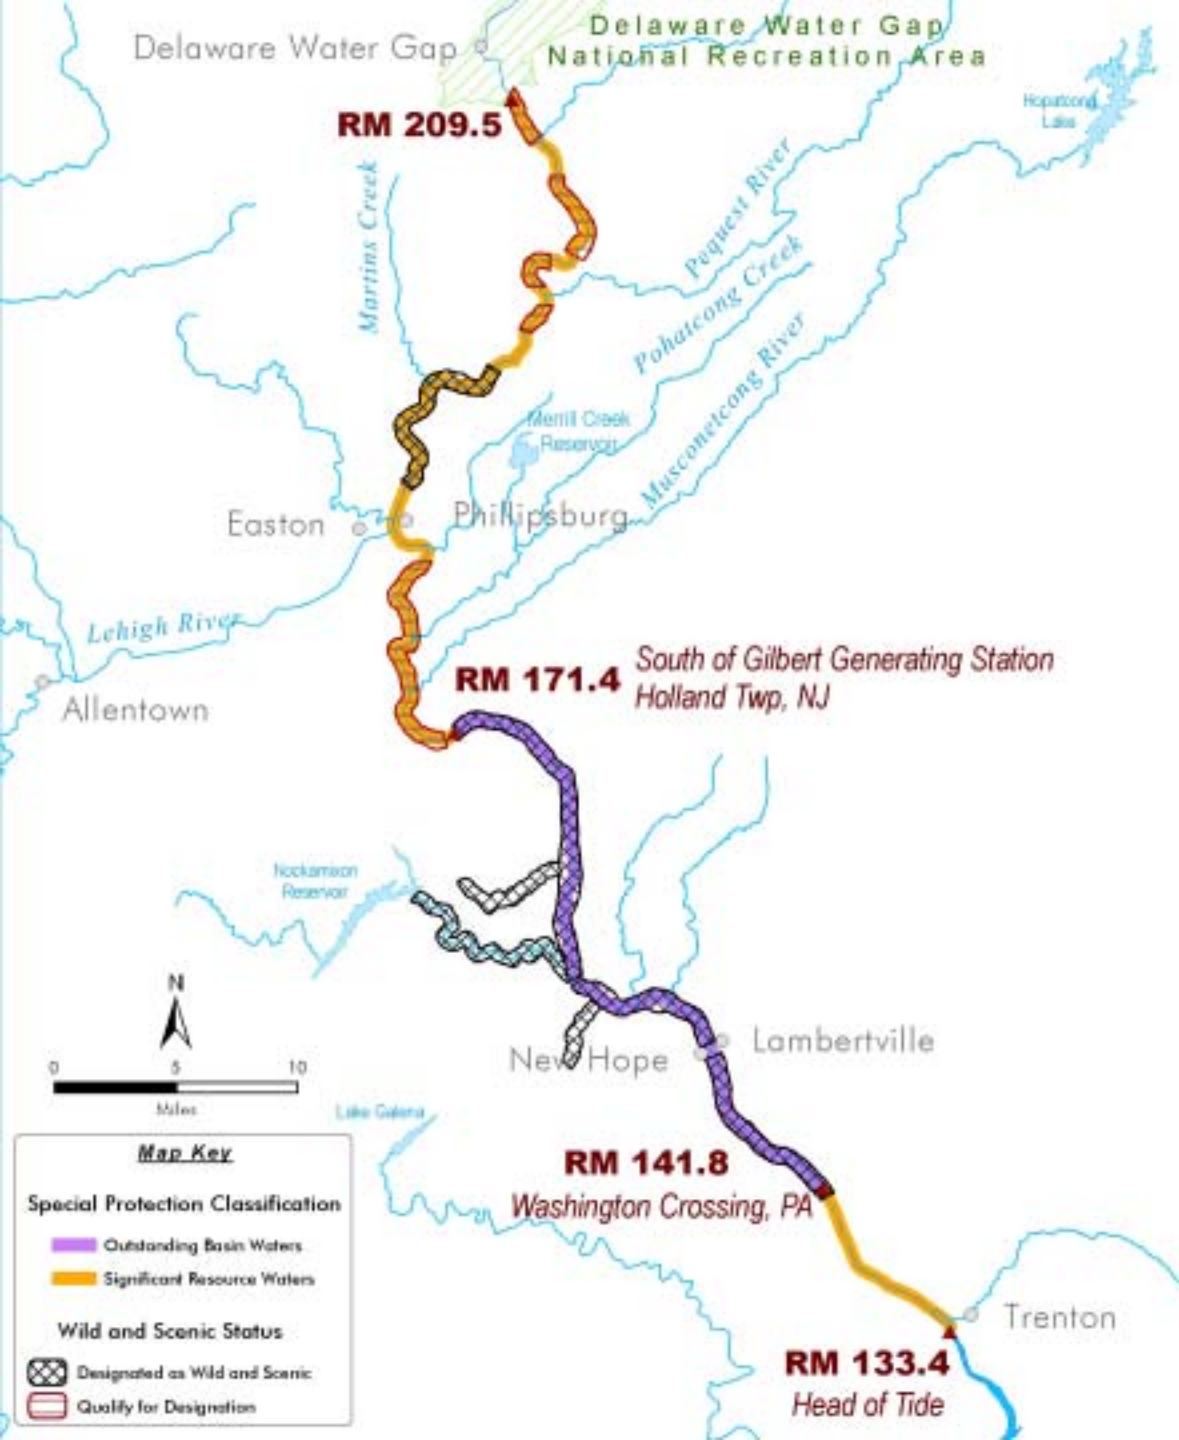 Delaware Water Gap
National Recreation Area
Delaware Water Gap
RM 209.5
Hopatcong
Lake
Martins Creek
Pequest River
Pohatcong Creek
Musconetcong River
Merrill Creek
Reservoir
Easton
Phillipsburg
Lehigh River
Allentown
RM 171.4
South of Gilbert Generating Station
Holland Twp, NJ
Nockamixon
Reservoir
N
0 5 10
Miles
New Hope
Lambertville
Lake Galena
RM 141.8
Washington Crossing, PA
Map Key
Special Protection Classification
Outstanding Basin Waters
Significant Resource Waters
Wild and Scenic Status
Designated as Wild and Scenic
Qualify for Designation
Trenton
RM 133.4
Head of Tide